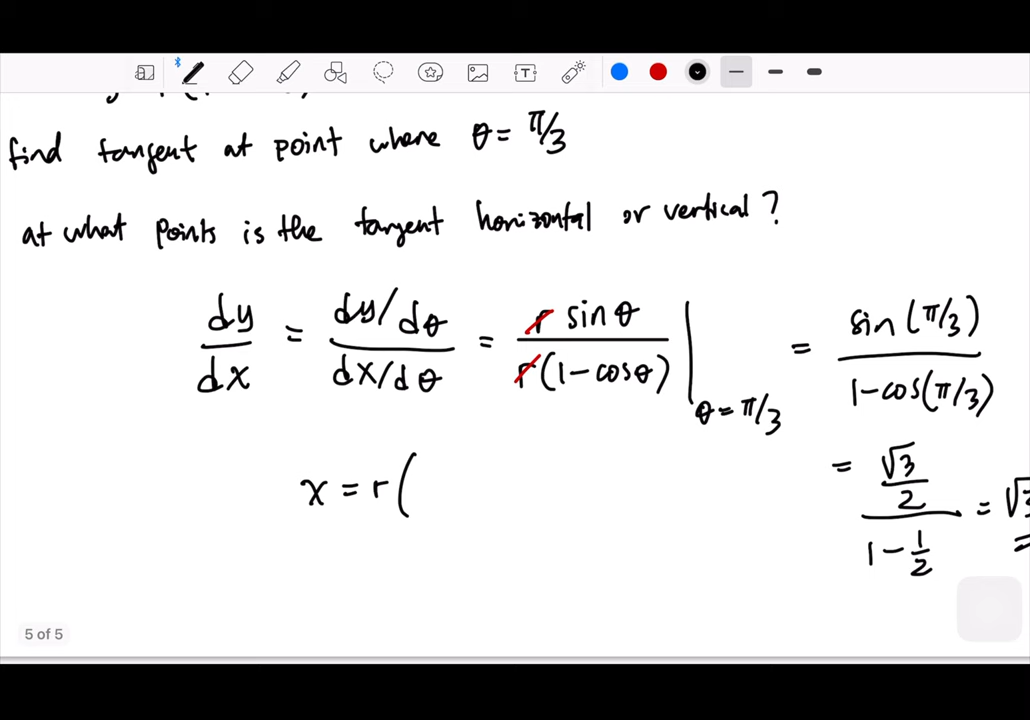 find tangent at point where θ = π/3
at what points is the tangent horizontal or vertical?
dy/dx = (dy/dθ)/(dx/dθ) = r sinθ / r(1-cosθ) |θ=π/3 = sin(π/3) / 1-cos(π/3)
= (√3/2) / (1-1/2) = √3
x = r(
5 of 5